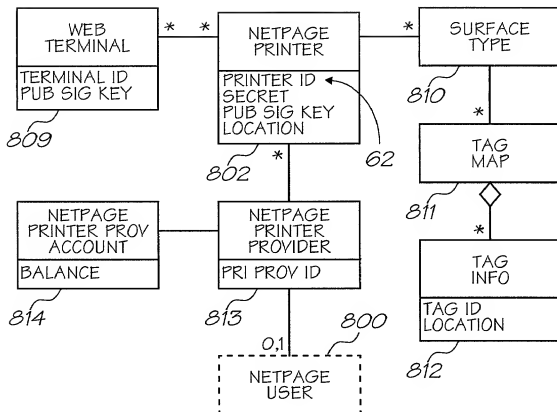 WEB
TERMINAL
TERMINAL ID
PUB SIG KEY
809
*
*
NETPAGE
PRINTER
PRINTER ID
SECRET
PUB SIG KEY
LOCATION
62
802
*
*
SURFACE
TYPE
810
*
TAG
MAP
811
*
TAG
INFO
TAG ID
LOCATION
812
NETPAGE
PRINTER PROV
ACCOUNT
BALANCE
814
NETPAGE
PRINTER
PROVIDER
PRI PROV ID
813
0,1
800
NETPAGE
USER